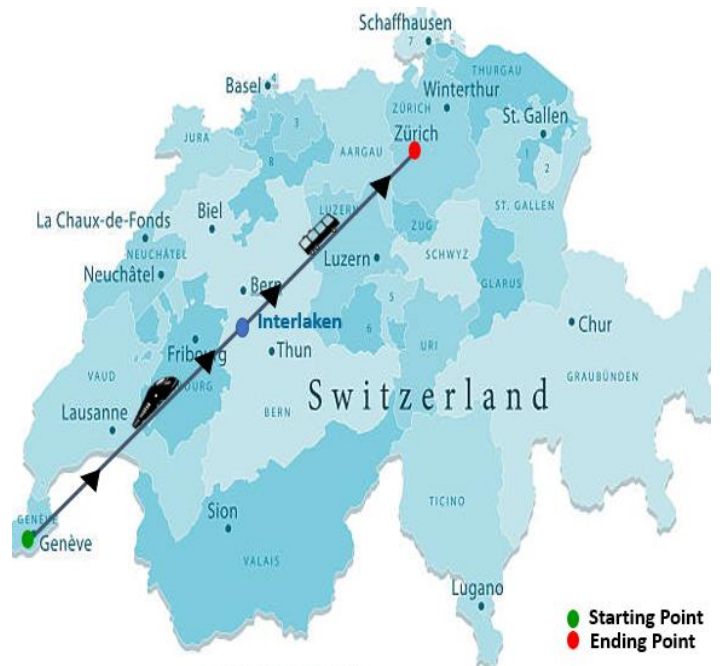 Schaffhausen
7
THURGAU
Basel
4
Winterthur
ZÜRICH
St. Gallen
3
JURA
Zürich
AARGAU
1
2
8
Biel
LUZERN
ST. GALLEN
La Chaux-de-Fonds
ZUG
NEUCHÂTEL
SCHWYZ
Neuchâtel
Luzern
GLARUS
Bern
5
Interlaken
6
Chur
Fribourg
Thun
URI
VAUD
GRAUBÜNDEN
BOURG
Switzerland
Lausanne
BERN
TICINO
Sion
GENÈVE
Genève
VALAIS
Lugano
Starting Point
Ending Point